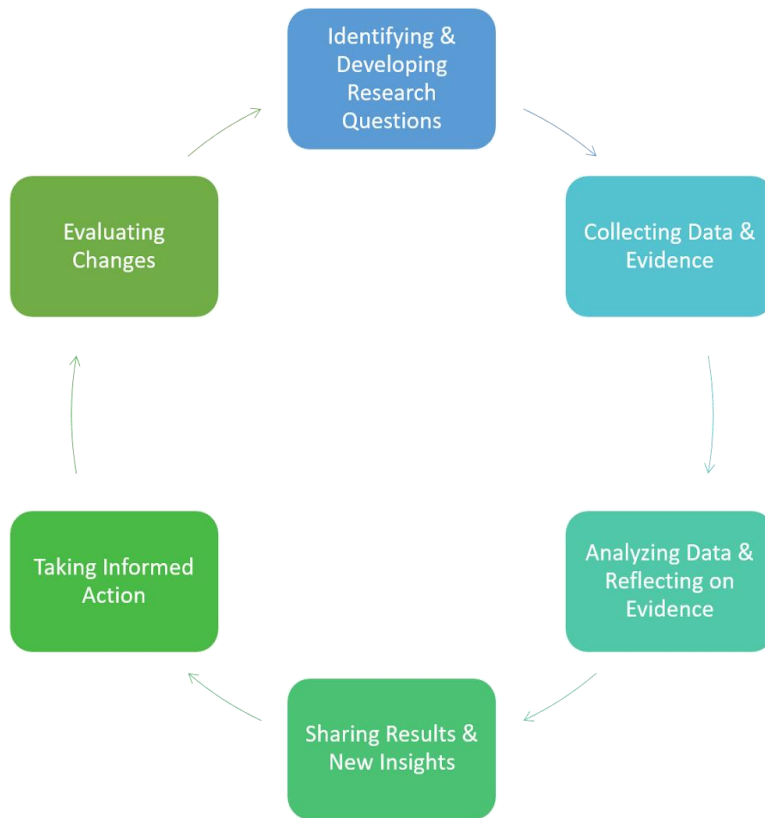 Identifying &
Developing
Research
Questions
Collecting Data &
Evidence
Analyzing Data &
Reflecting on
Evidence
Sharing Results &
New Insights
Taking Informed
Action
Evaluating
Changes